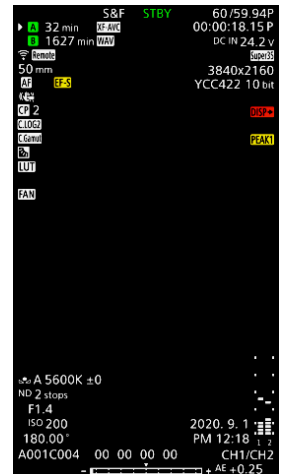 S&F STBY 60/59.94P
A 32 min XF-AVC 00:00:18.15 P
B 1627 min WAV DC IN 24.2 V
Remote Super35
50 mm 3840x2160
AF EF-S YCC422 10 bit
CP 2 DISP
C.LOG2
C.Gamut PEAK1
LUT
FAN
A 5600K ±0
ND 2 stops
F1.4
ISO 200 2020. 9. 1
180.00° PM 12:18 1 2
A001C004 00 00 00 00 CH1/CH2
- + AE +0.25